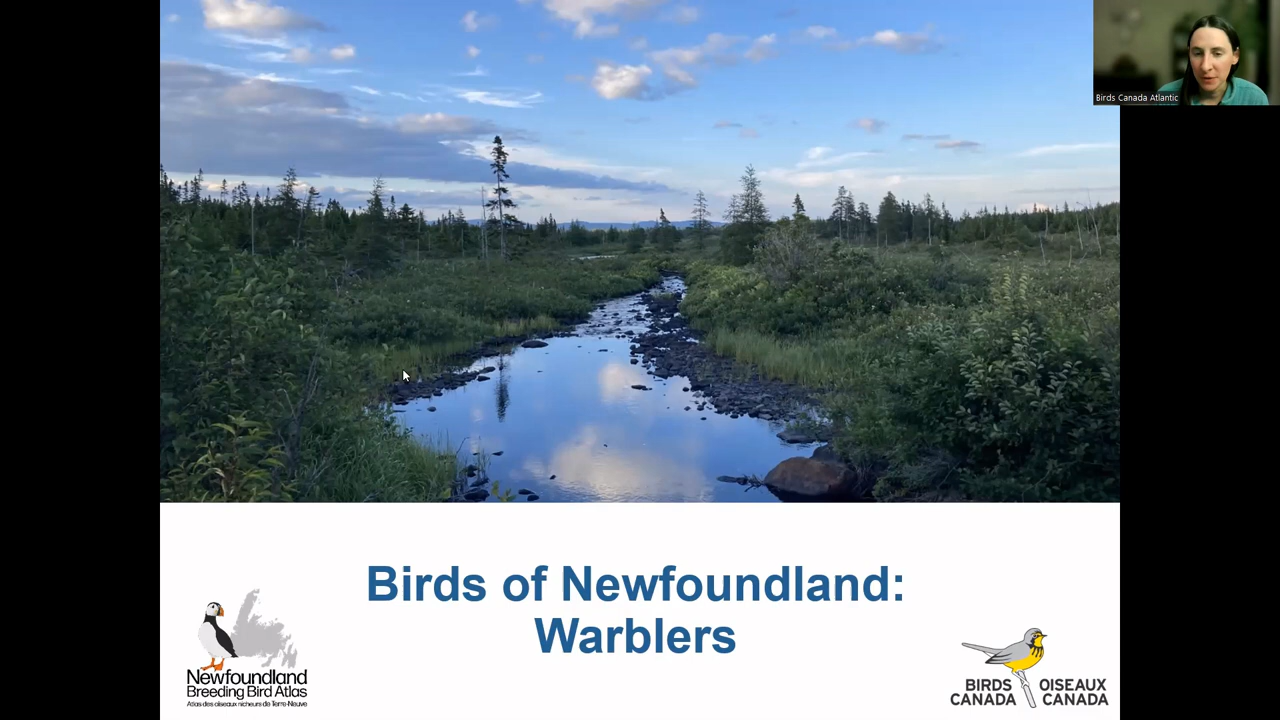 Birds Canada Atlantic
Birds of Newfoundland:
Warblers
Newfoundland
Breeding Bird Atlas
Atlas des oiseaux nicheurs de Terre-Neuve
BIRDS OISEAUX
CANADA CANADA